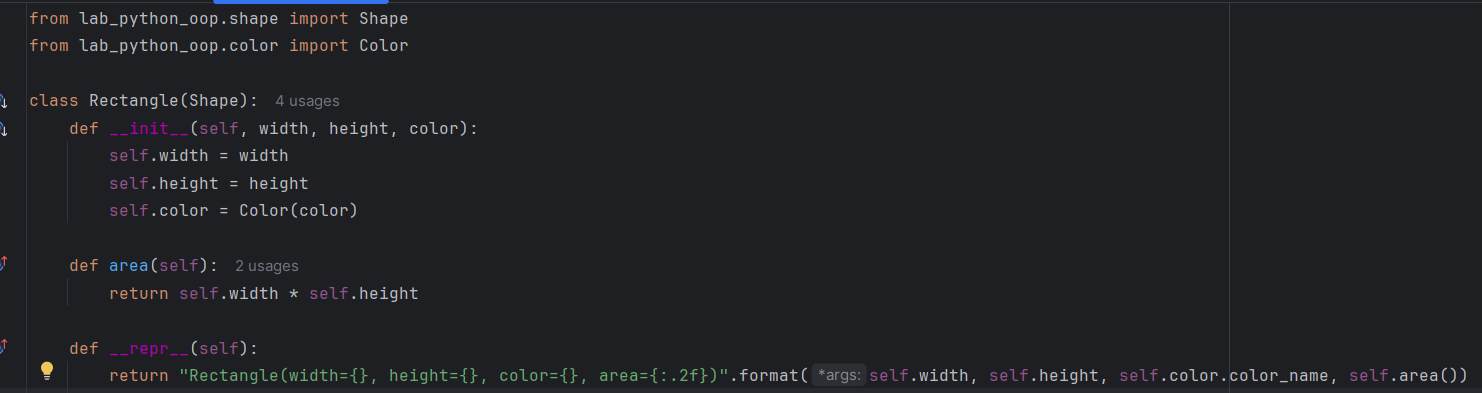 from lab_python_oop.shape import Shape
from lab_python_oop.color import Color
class Rectangle(Shape): 4 usages
    def __init__(self, width, height, color):
        self.width = width
        self.height = height
        self.color = Color(color)
    def area(self): 2 usages
        return self.width * self.height
    def __repr__(self):
        return "Rectangle(width={}, height={}, color={}, area={:.2f})".format( *args: self.width, self.height, self.color.color_name, self.area())